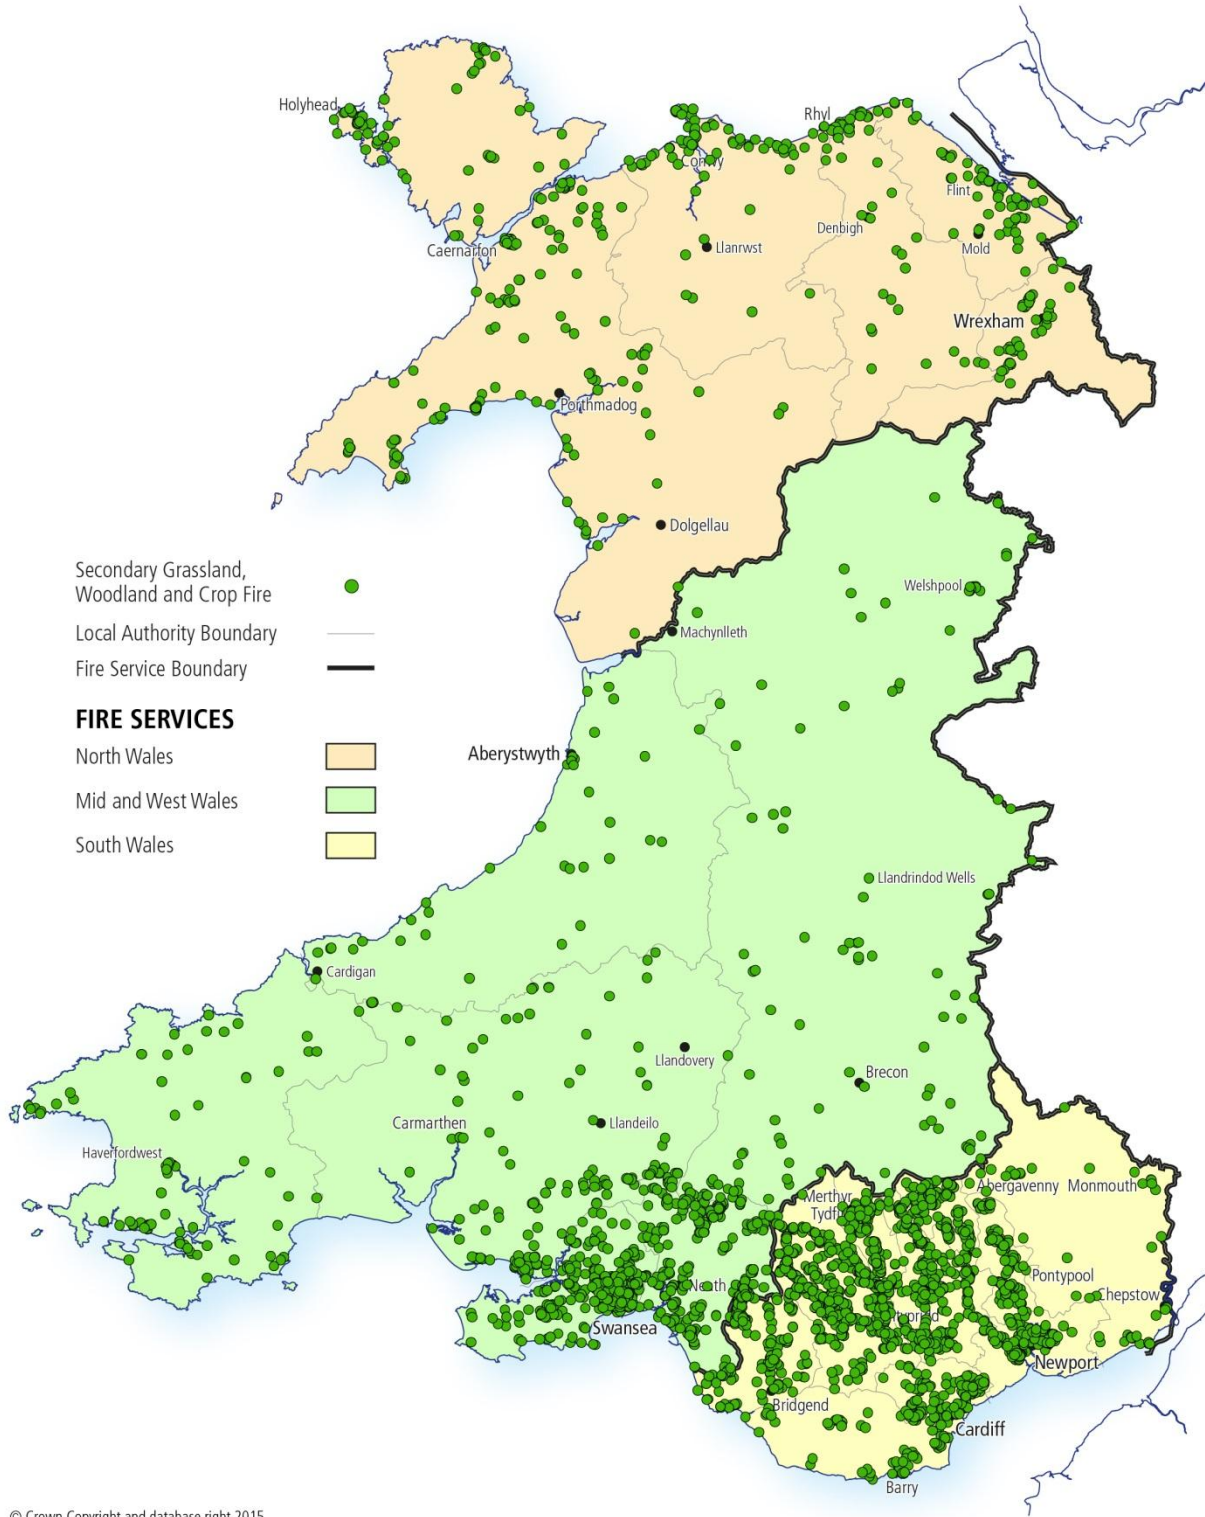 Holyhead
Rhyl
Conwy
Flint
Denbigh
Mold
Caernarfon
Llanrwst
Wrexham
Porthmadog
Dolgellau
Secondary Grassland,
Woodland and Crop Fire
Local Authority Boundary
Fire Service Boundary
FIRE SERVICES
North Wales
Mid and West Wales
South Wales
Welshpool
Machynlleth
Aberystwyth
Llandrindod Wells
Cardigan
Llandovery
Brecon
Carmarthen
Llandeilo
Haverfordwest
Merthyr
Tydfil
Abergavenny
Monmouth
Neath
Pontypool
Chepstow
Swansea
Newport
Bridgend
Cardiff
Barry
© Crown Copyright and database right 2015